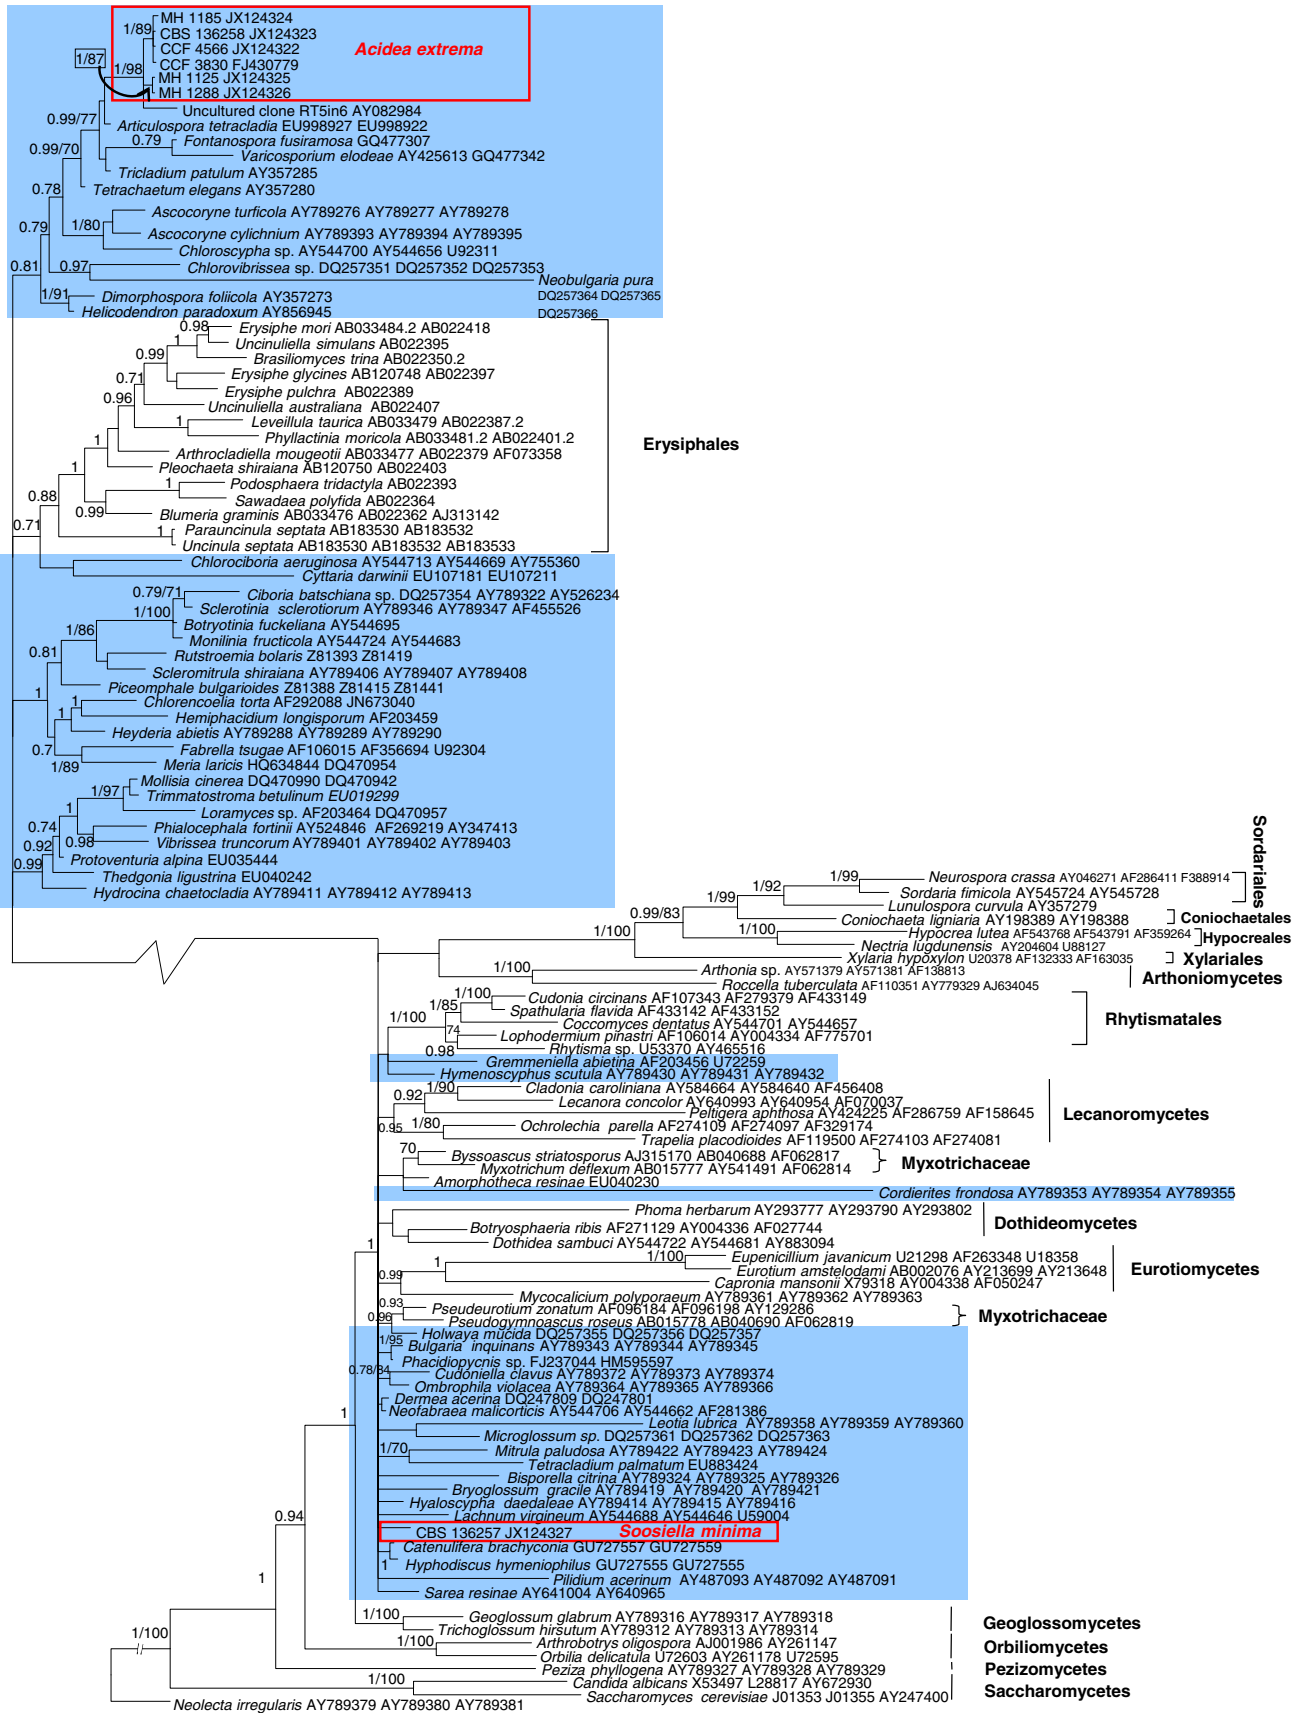 MH 1185 JX124324
1/89
CBS 136258 JX124323
CCF 4566 JX124322
Acidea extrema
1/87
CCF 3830 FJ430779
1/98
MH 1125 JX124325
MH 1288 JX124326
Uncultured clone RT5in6 AY082984
0.99/77
Articulospora tetracladia EU998927 EU998922
0.79
Fontanospora fusiramosa GQ477307
0.99/70
Varicosporium elodeae AY425613 GQ477342
Tricladium patulum AY357285
0.78
Tetrachaetum elegans AY357280
Ascocoryne turficola AY789276 AY789277 AY789278
0.79
1/80
Ascocoryne cylichnium AY789393 AY789394 AY789395
Chloroscypha sp. AY544700 AY544656 U92311
0.81
0.97
Chlorovibrissea sp. DQ257351 DQ257352 DQ257353
Neobulgaria pura
DQ257364 DQ257365
DQ257366
1/91
Dimorphospora foliicola AY357273
Helicodendron paradoxum AY856945
0.98
Erysiphe mori AB033484.2 AB022418
1
Uncinuliella simulans AB022395
0.99
Brasiliomyces trina AB022350.2
0.71
Erysiphe glycines AB120748 AB022397
Erysiphe pulchra AB022389
0.96
Uncinuliella australiana AB022407
1
Leveillula taurica AB033479 AB022387.2
1
Phyllactinia moricola AB033481.2 AB022401.2
Erysiphales
Arthrocladiella mougeotii AB033477 AB022379 AF073358
1
Pleochaeta shiraiana AB120750 AB022403
1
Podosphaera tridactyla AB022393
0.88
Sawadaea polyfida AB022364
0.99
Blumeria graminis AB033476 AB022362 AJ313142
0.71
1
Parauncinula septata AB183530 AB183532
Uncinula septata AB183530 AB183532 AB183533
Chlorociboria aeruginosa AY544713 AY544669 AY755360
Cyttaria darwinii EU107181 EU107211
0.79/71
Ciboria batschiana sp. DQ257354 AY789322 AY526234
1/100
Sclerotinia sclerotiorum AY789346 AY789347 AF455526
1/86
Botryotinia fuckeliana AY544695
Monilinia fructicola AY544724 AY544683
0.81
Rutstroemia bolaris Z81393 Z81419
Scleromitrula shiraiana AY789406 AY789407 AY789408
1
Piceomphale bulgarioides Z81388 Z81415 Z81441
1
Chlorencoelia torta AF292088 JN673040
1
Hemiphacidium longisporum AF203459
Heyderia abietis AY789288 AY789289 AY789290
0.7
Fabrella tsugae AF106015 AF356694 U92304
1/89
Meria laricis HQ634844 DQ470954
Mollisia cinerea DQ470990 DQ470942
1/97
Trimmatostroma betulinum EU019299
1
Loramyces sp. AF203464 DQ470957
0.74
Phialocephala fortinii AY524846 AF269219 AY347413
0.98
Vibrissea truncorum AY789401 AY789402 AY789403
0.92
Protoventuria alpina EU035444
0.99
Thedgonia ligustrina EU040242
Hydrocina chaetocladia AY789411 AY789412 AY789413
Sordariales
1/99
Neurospora crassa AY046271 AF286411 F388914
1/92
Sordaria fimicola AY545724 AY545728
1/99
Lunulospora curvula AY357279
0.99/83
Coniochaeta ligniaria AY198389 AY198388
Coniochaetales
1/100
1/100
Hypocrea lutea AF543768 AF543791 AF359264
Hypocreales
Nectria lugdunensis AY204604 U88127
Xylaria hypoxylon U20378 AF132333 AF163035
Xylariales
1/100
Arthonia sp. AY571379 AY571381 AF138813
Roccella tuberculata AF110351 AY779329 AJ634045
Arthoniomycetes
1/100
Cudonia circinans AF107343 AF279379 AF433149
1/85
Spathularia flavida AF433142 AF433152
1/100
Coccomyces dentatus AY544701 AY544657
Rhytismatales
74
Lophodermium pinastri AF106014 AY004334 AF775701
Rhytisma sp. U53370 AY465516
0.98
Gremmeniella abietina AF203456 U72259
Hymenoscyphus scutula AY789430 AY789431 AY789432
1/90
Cladonia caroliniana AY584664 AY584640 AF456408
0.92
Lecanora concolor AY640993 AY640954 AF070037
Peltigera aphthosa AY424225 AF286759 AF158645
Lecanoromycetes
0.95
1/80
Ochrolechia parella AF274109 AF274097 AF329174
Trapelia placodioides AF119500 AF274103 AF274081
70
Byssoascus striatosporus AJ315170 AB040688 AF062817
Myxotrichum deflexum AB015777 AY541491 AF062814
Myxotrichaceae
Amorphotheca resinae EU040230
Cordierites frondosa AY789353 AY789354 AY789355
Phoma herbarum AY293777 AY293790 AY293802
Botryosphaeria ribis AF271129 AY004336 AF027744
Dothideomycetes
Dothidea sambuci AY544722 AY544681 AY883094
1
1
1/100
Eupenicillium javanicum U21298 AF263348 U18358
Eurotium amstelodami AB002076 AY213699 AY213648
Eurotiomycetes
0.99
Capronia mansonii X79318 AY004338 AF050247
Mycocalicium polyporaeum AY789361 AY789362 AY789363
0.93
Pseudeurotium zonatum AF096184 AF096198 AY129286
0.96
Pseudogymnoascus roseus AB015778 AB040690 AF062819
Myxotrichaceae
Holwaya mucida DQ257355 DQ257356 DQ257357
1/95
Bulgaria inquinans AY789343 AY789344 AY789345
Phacidiopycnis sp. FJ237044 HM595597
0.78/84
Cudoniella clavus AY789372 AY789373 AY789374
Ombrophila violacea AY789364 AY789365 AY789366
Dermea acerina DQ247809 DQ247801
Neofabraea malicorticis AY544706 AY544662 AF281386
1
Leotia lubrica AY789358 AY789359 AY789360
Microglossum sp. DQ257361 DQ257362 DQ257363
1/70
Mitrula paludosa AY789422 AY789423 AY789424
Tetracladium palmatum EU883424
Bisporella citrina AY789324 AY789325 AY789326
Bryoglossum gracile AY789419 AY789420 AY789421
Hyaloscypha daedaleae AY789414 AY789415 AY789416
0.94
Lachnum virgineum AY544688 AY544646 U59004
CBS 136257 JX124327
Soosiella minima
Catenulifera brachyconia GU727557 GU727559
1
Hyphodiscus hymeniophilus GU727555 GU727555
1
Pilidium acerinum AY487093 AY487092 AY487091
Sarea resinae AY641004 AY640965
1/100
Geoglossum glabrum AY789316 AY789317 AY789318
Trichoglossum hirsutum AY789312 AY789313 AY789314
Geoglossomycetes
1/100
1/100
Arthrobotrys oligospora AJ001986 AY261147
Orbilia delicatula U72603 AY261178 U72595
Orbiliomycetes
Peziza phyllogena AY789327 AY789328 AY789329
Pezizomycetes
1/100
Candida albicans X53497 L28817 AY672930
Saccharomyces cerevisiae J01353 J01355 AY247400
Saccharomycetes
Neolecta irregularis AY789379 AY789380 AY789381